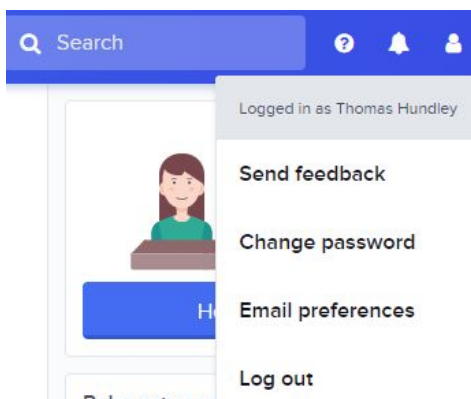 Search
Logged in as Thomas Hundley
Send feedback
Change password
Email preferences
Log out